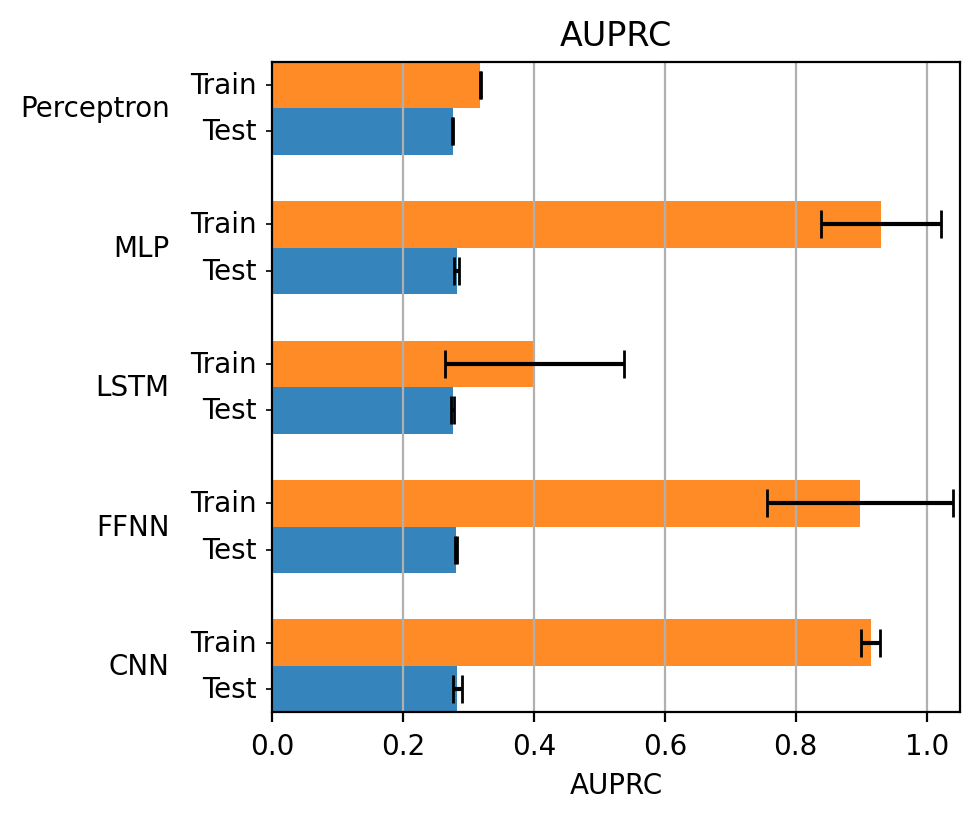 AUPRC
Perceptron
Train
Test
MLP
Train
Test
LSTM
Train
Test
FFNN
Train
Test
CNN
Train
Test
0.0 0.2 0.4 0.6 0.8 1.0
AUPRC